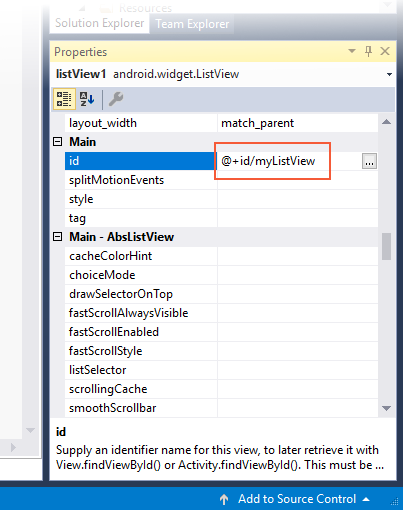 Resources
Solution Explorer Team Explorer
Properties
listView1 android.widget.ListView
layout_width match_parent
Main
id @+id/myListView ...
splitMotionEvents
style
tag
Main - AbsListView
cacheColorHint
choiceMode
drawSelectorOnTop
fastScrollAlwaysVisible
fastScrollEnabled
fastScrollStyle
listSelector
scrollingCache
smoothScrollbar
id
Supply an identifier name for this view, to later retrieve it with
View.findViewById() or Activity.findViewById(). This must be ...
Add to Source Control